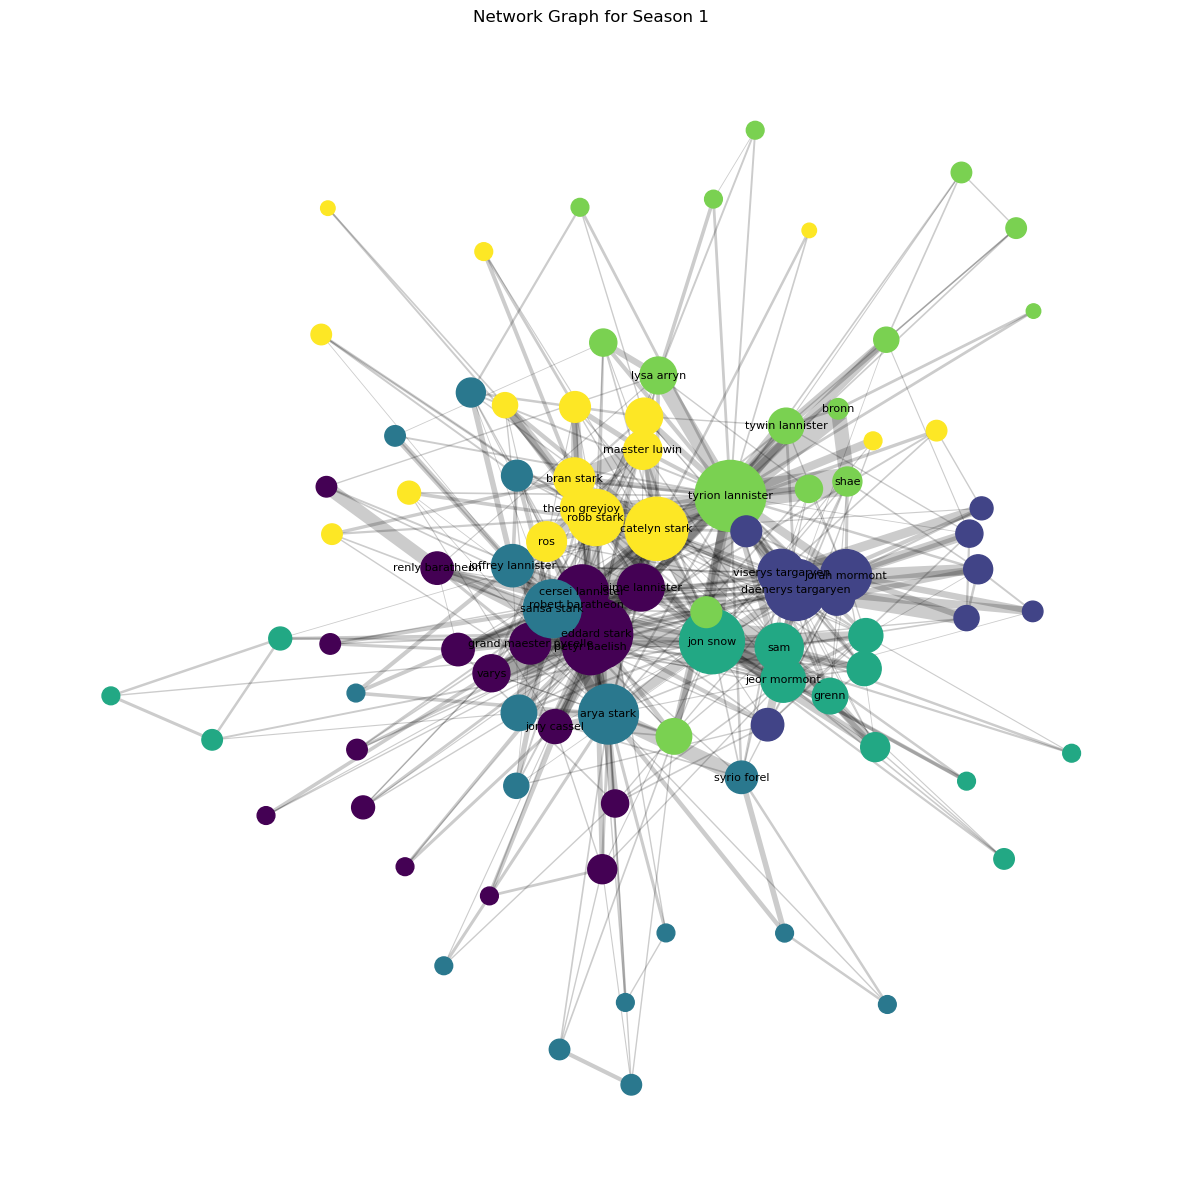 Network Graph for Season 1
lysa arryn
bronn
tywin lannister
maester luwin
bran stark
shae
tyrion lannister
theon greyjoy
robb stark
catelyn stark
ros
joffrey lannister
renly baratheon
viserys targaryen
jorah mormont
jaime lannister
cersei lannister
daenerys targaryen
robert baratheon
sansa stark
eddard stark
jon snow
grand maester pycelle
petyr baelish
sam
varys
jeor mormont
grenn
arya stark
jory cassel
syrio forel